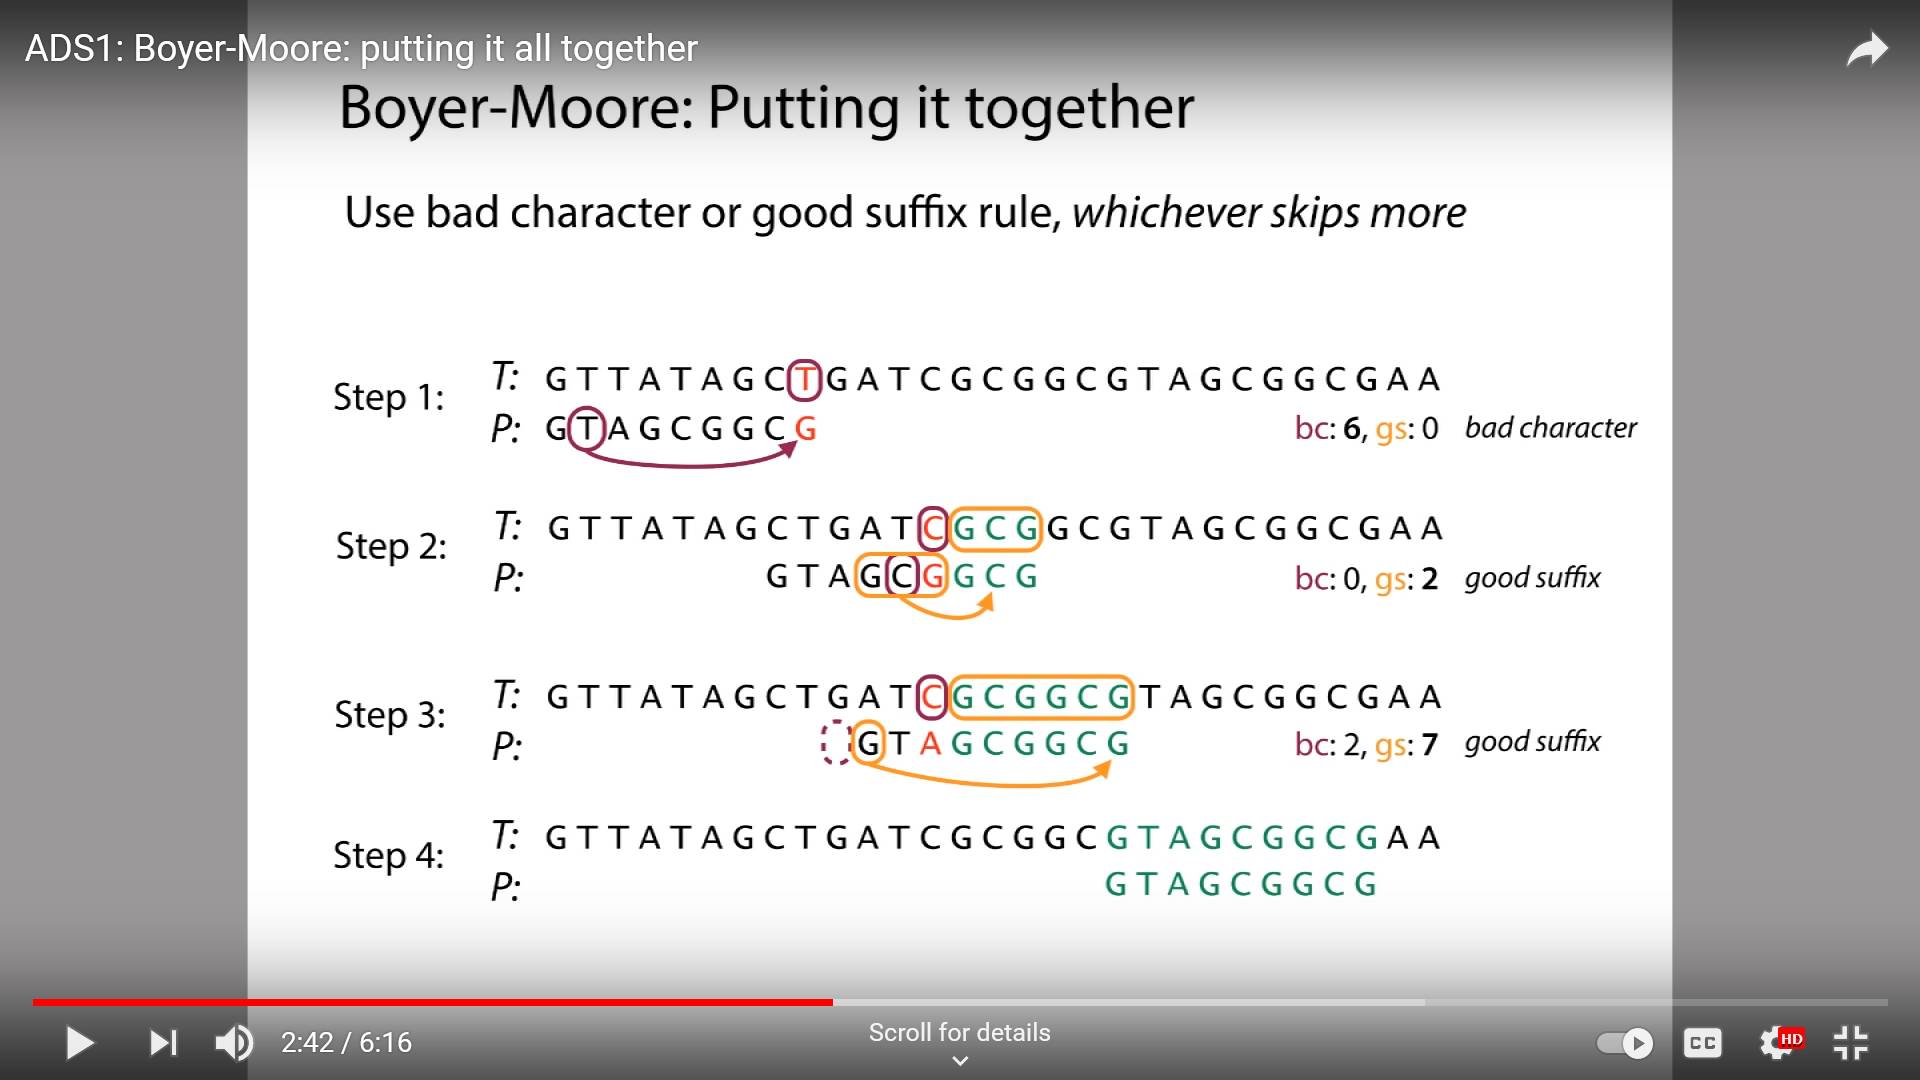 ADS1: Boyer-Moore: putting it all together
Boyer-Moore: Putting it together
Use bad character or good suffix rule, whichever skips more
Step 1:
T: G T T A T A G C T G A T C G C G G C G T A G C G G C G A A
P: G T A G C G G C G
bc: 6, gs: 0 bad character
Step 2:
T: G T T A T A G C T G A T C G C G G C G T A G C G G C G A A
P: G T A G C G G C G
bc: 0, gs: 2 good suffix
Step 3:
T: G T T A T A G C T G A T C G C G G C G T A G C G G C G A A
P: G T A G C G G C G
bc: 2, gs: 7 good suffix
Step 4:
T: G T T A T A G C T G A T C G C G G C G T A G C G G C G A A
P: G T A G C G G C G
2:42 / 6:16
Scroll for details
CC
HD